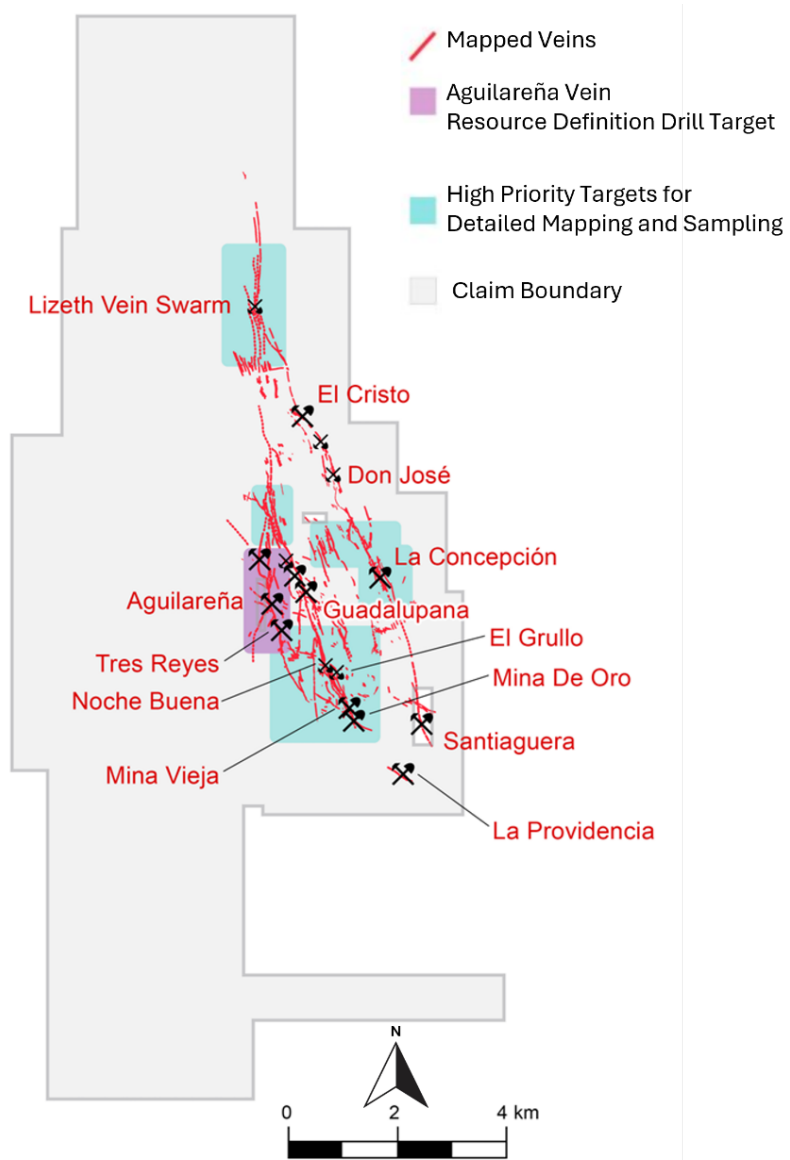 Mapped Veins
Aguilareña Vein
Resource Definition Drill Target
High Priority Targets for
Detailed Mapping and Sampling
Claim Boundary
Lizeth Vein Swarm
El Cristo
Don José
La Concepción
Aguilareña
Guadalupana
El Grullo
Tres Reyes
Mina De Oro
Noche Buena
Santiaguera
Mina Vieja
La Providencia
N
0 2 4 km